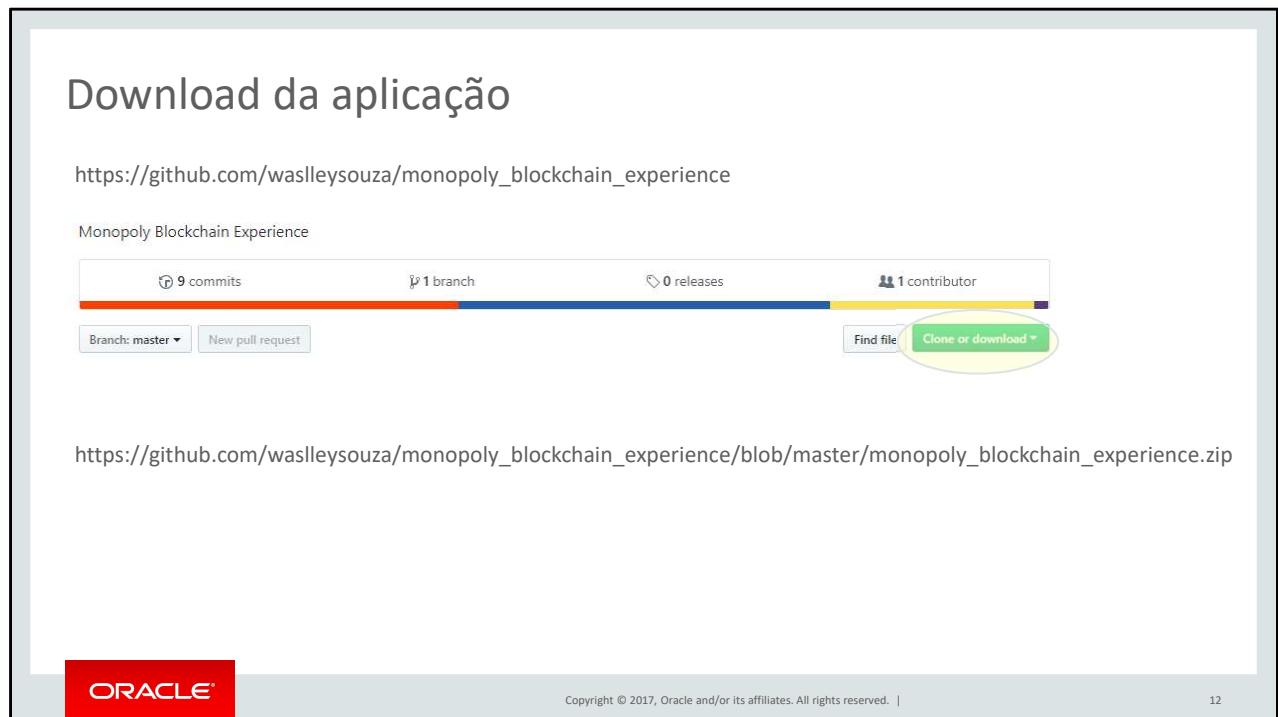 Download da aplicação
https://github.com/waslleysouza/monopoly_blockchain_experience
Monopoly Blockchain Experience
9 commits
1 branch
0 releases
1 contributor
Branch: master
New pull request
Find file
Clone or download
https://github.com/waslleysouza/monopoly_blockchain_experience/blob/master/monopoly_blockchain_experience.zip
ORACLE®
Copyright © 2017, Oracle and/or its affiliates. All rights reserved. |
12